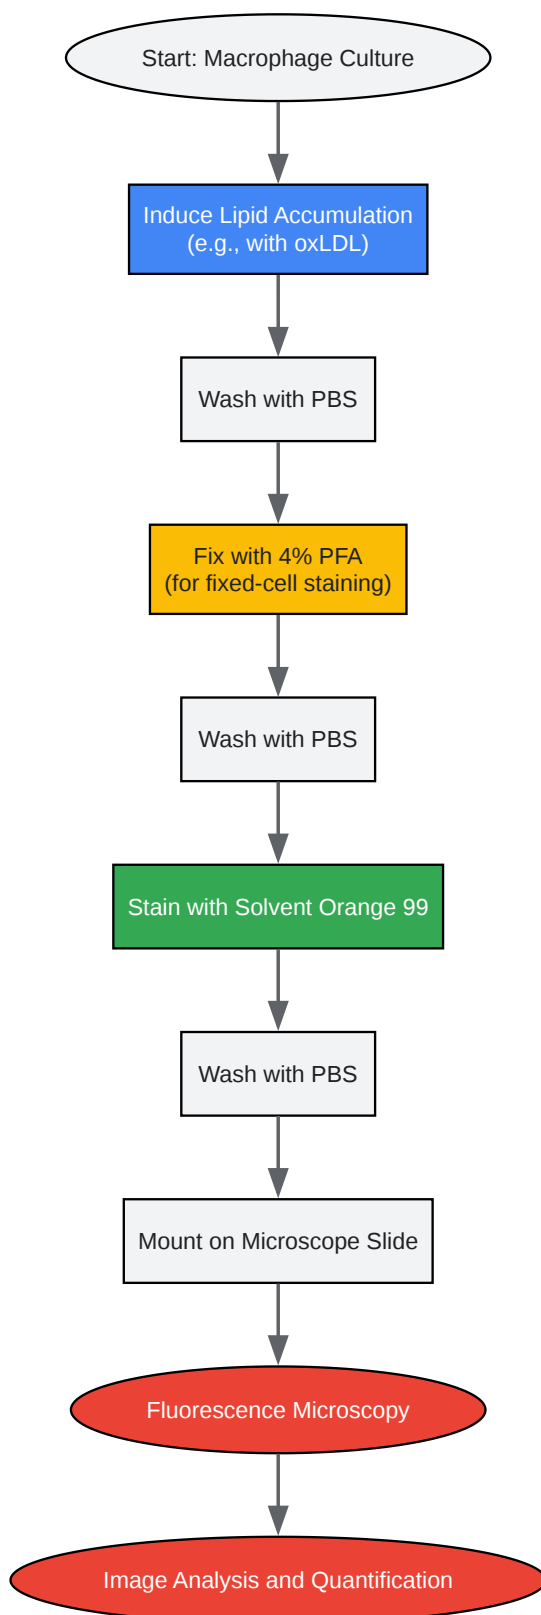 Start: Macrophage Culture
Induce Lipid Accumulation
(e.g., with oxLDL)
Wash with PBS
Fix with 4% PFA
(for fixed-cell staining)
Wash with PBS
Stain with Solvent Orange 99
Wash with PBS
Mount on Microscope Slide
Fluorescence Microscopy
Image Analysis and Quantification